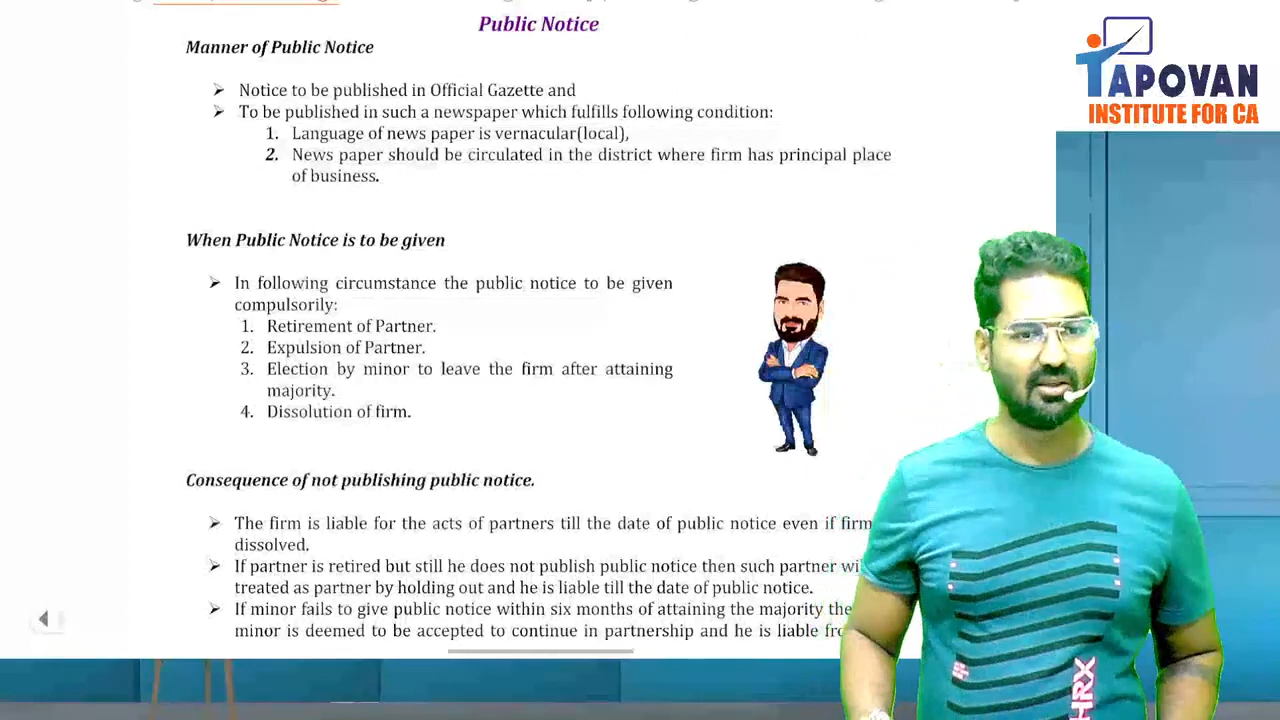 Public Notice
Manner of Public Notice
➢ Notice to be published in Official Gazette and
➢ To be published in such a newspaper which fulfills following condition:
1. Language of news paper is vernacular(local),
2. News paper should be circulated in the district where firm has principal place
of business.
When Public Notice is to be given
➢ In following circumstance the public notice to be given
compulsorily:
1. Retirement of Partner.
2. Expulsion of Partner.
3. Election by minor to leave the firm after attaining
majority.
4. Dissolution of firm.
Consequence of not publishing public notice.
➢ The firm is liable for the acts of partners till the date of public notice even if firm
dissolved.
➢ If partner is retired but still he does not publish public notice then such partner
treated as partner by holding out and he is liable till the date of public notice.
➢ If minor fails to give public notice within six months of attaining the majority
minor is deemed to be accepted to continue in partnership and he is liable
TAPOVAN
INSTITUTE FOR CA
HRX